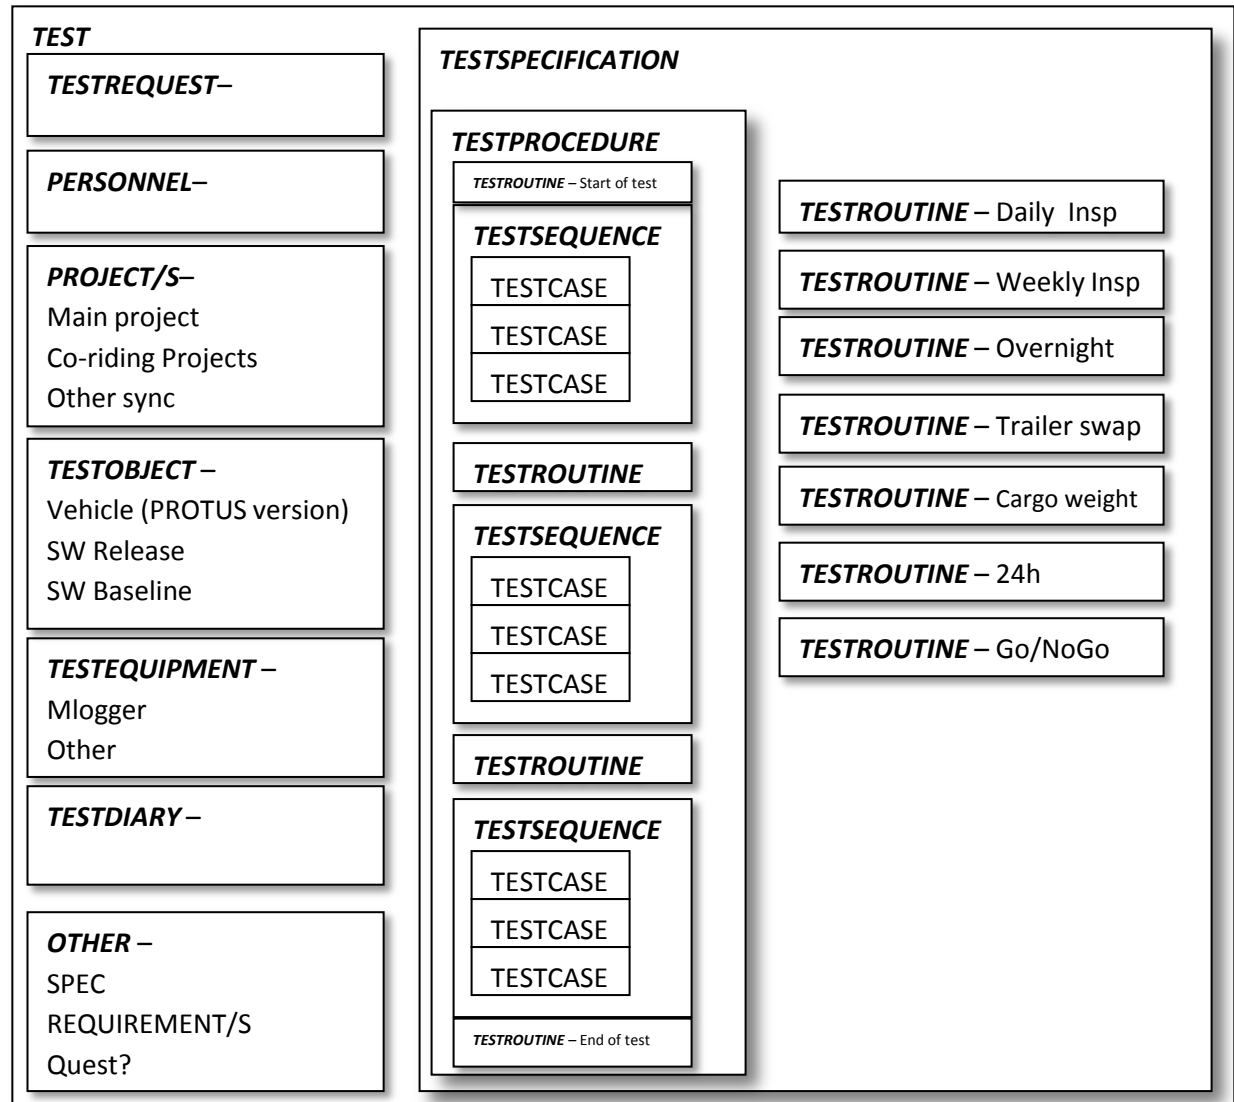 TEST
TESTREQUEST–
PERSONNEL–
PROJECT/S–
Main project
Co-riding Projects
Other sync
TESTOBJECT –
Vehicle (PROTUS version)
SW Release
SW Baseline
TESTEQUIPMENT –
Mlogger
Other
TESTDIARY –
OTHER –
SPEC
REQUIREMENT/S
Quest?
TESTSPECIFICATION
TESTPROCEDURE
TESTROUTINE – Start of test
TESTSEQUENCE
TESTCASE
TESTCASE
TESTCASE
TESTROUTINE
TESTSEQUENCE
TESTCASE
TESTCASE
TESTCASE
TESTROUTINE
TESTSEQUENCE
TESTCASE
TESTCASE
TESTCASE
TESTROUTINE – End of test
TESTROUTINE – Daily Insp
TESTROUTINE – Weekly Insp
TESTROUTINE – Overnight
TESTROUTINE – Trailer swap
TESTROUTINE – Cargo weight
TESTROUTINE – 24h
TESTROUTINE – Go/NoGo